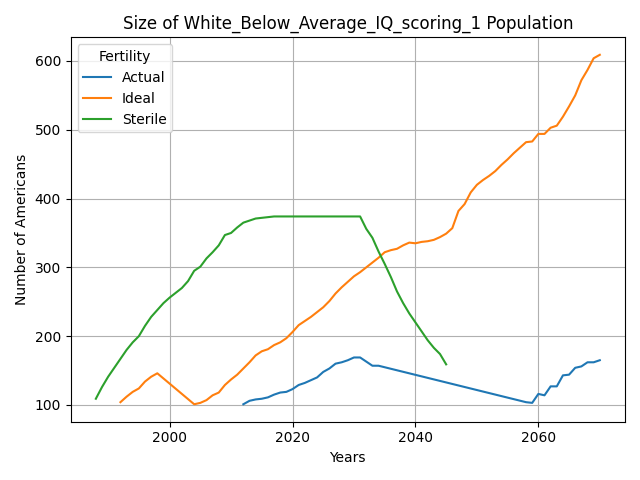 Size of White_Below_Average_IQ_scoring_1 Population
Fertility
Actual
Ideal
Sterile
Number of Americans
600
500
400
300
200
100
2000
2020
2040
2060
Years